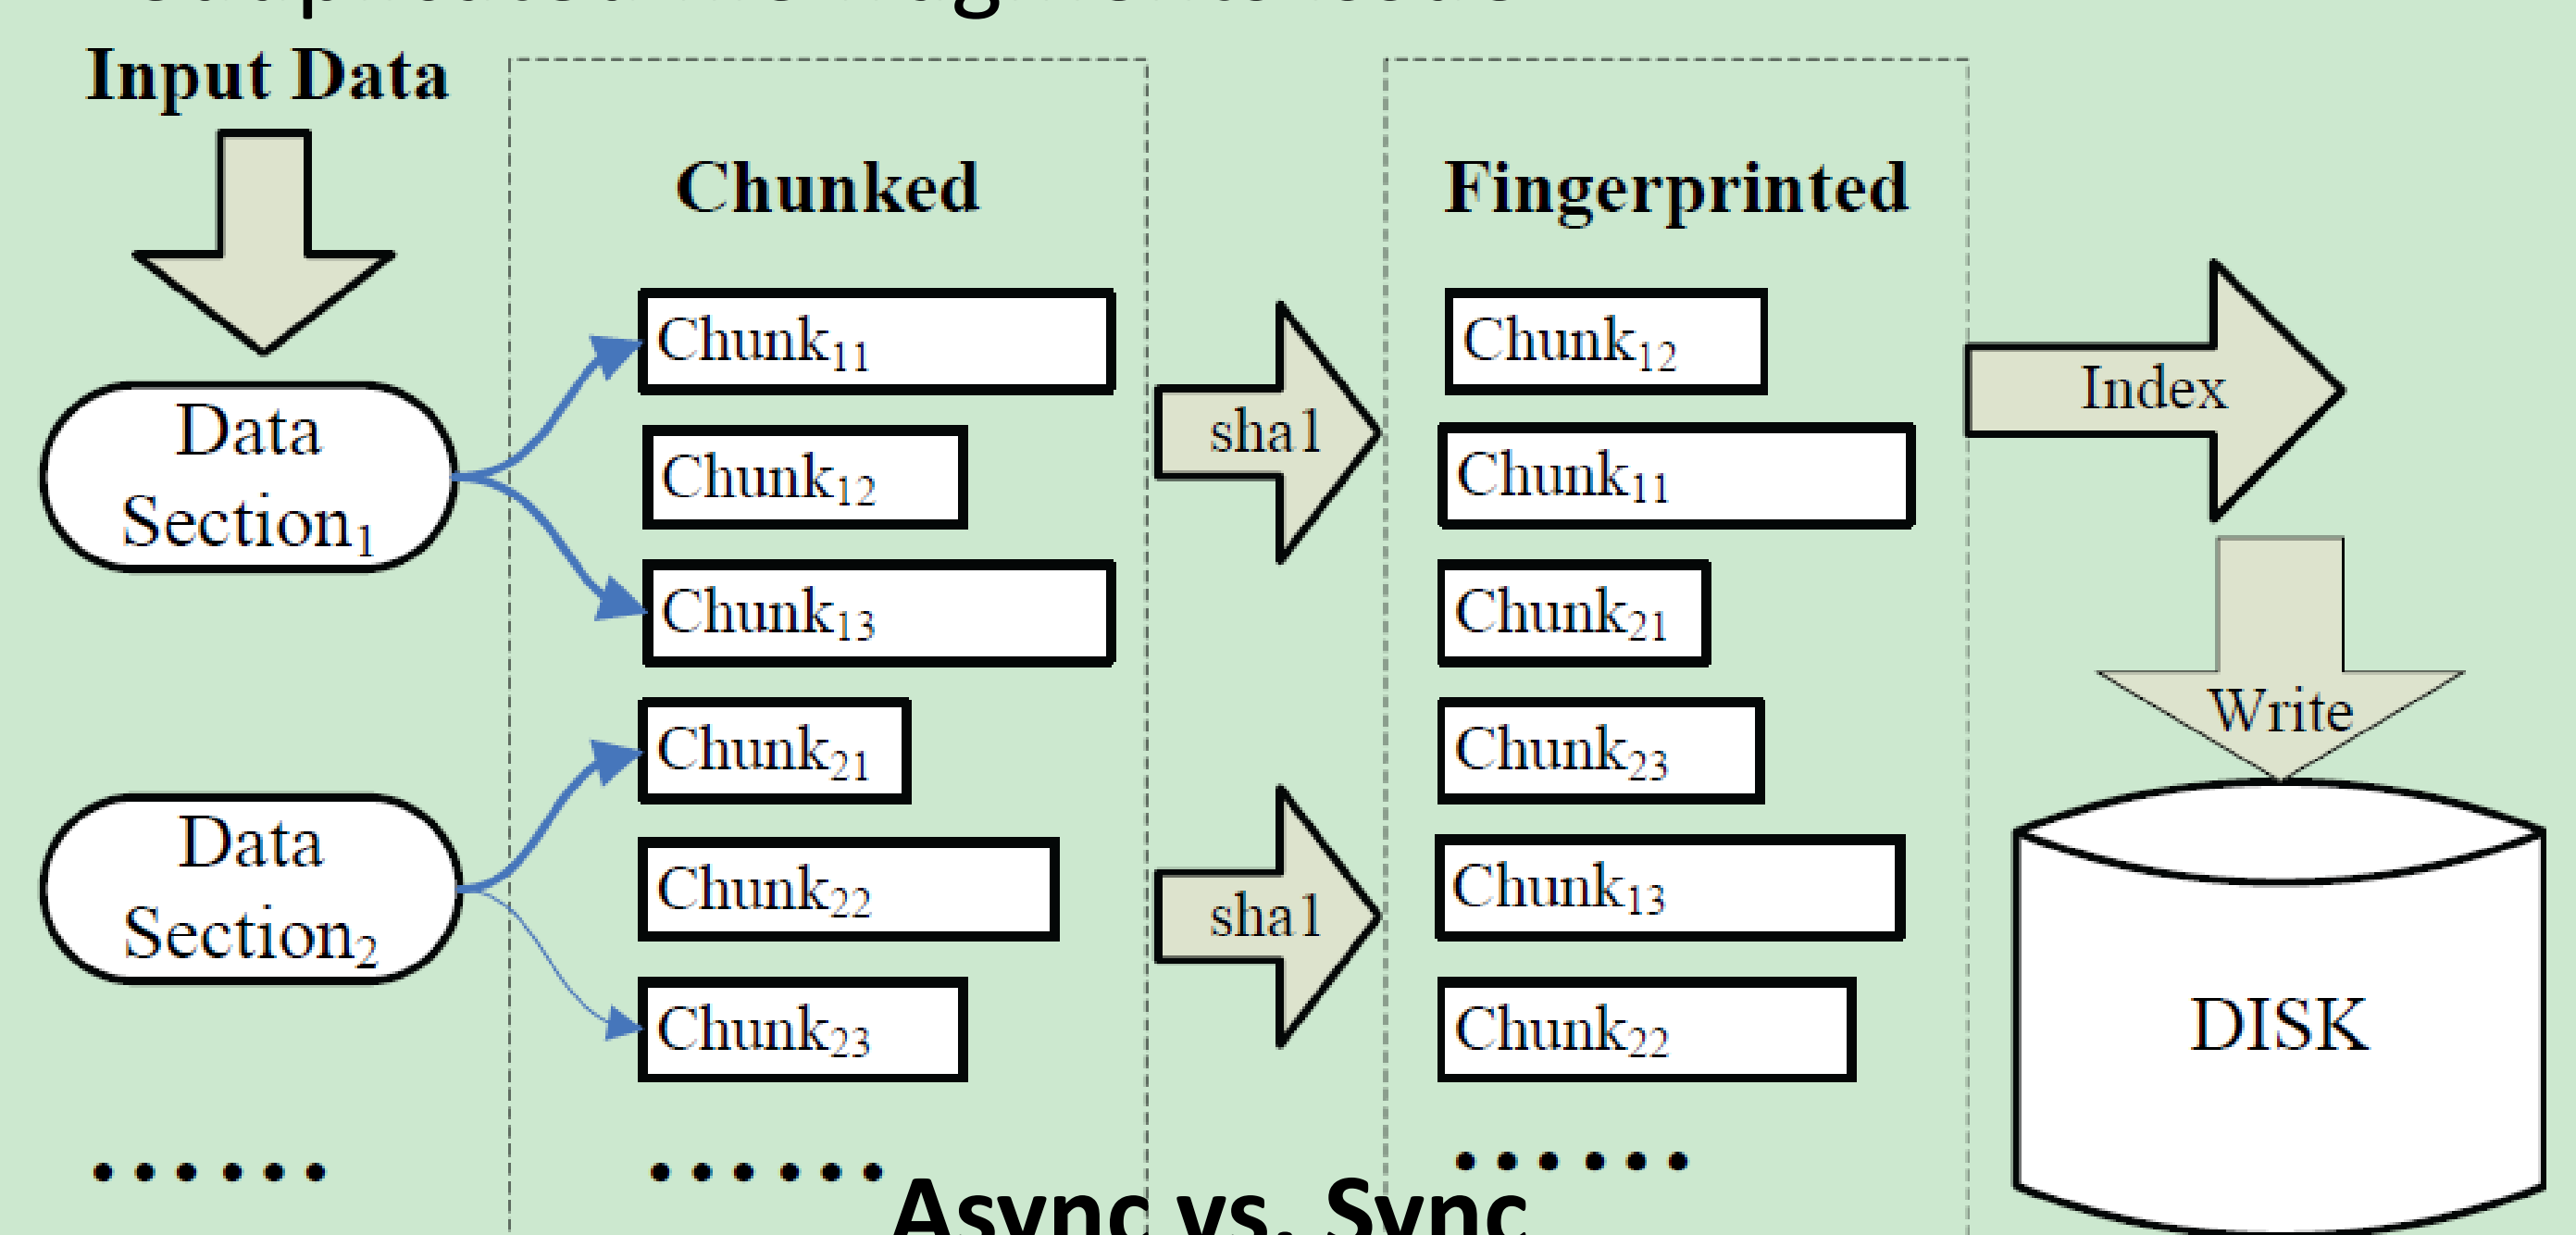 Input Data
Chunked
Fingerprinted
Data
Section₁
Data
Section₂
......
Chunk₁₁
Chunk₁₂
Chunk₁₃
Chunk₂₁
Chunk₂₂
Chunk₂₃
......
sha1
sha1
Chunk₁₂
Chunk₁₁
Chunk₂₁
Chunk₂₃
Chunk₁₃
Chunk₂₂
......
Index
Write
DISK
Async vs. Sync